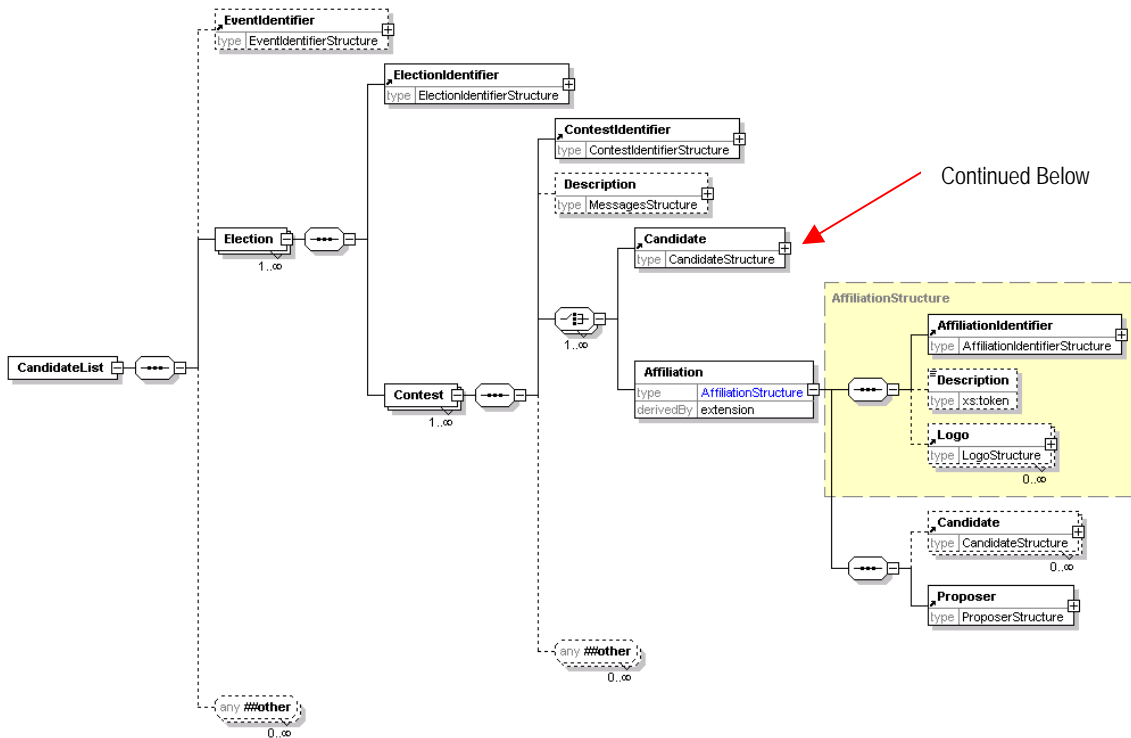 EventIdentifier
type EventIdentifierStructure
ElectionIdentifier
type ElectionIdentifierStructure
ContestIdentifier
type ContestIdentifierStructure
Description
type MessagesStructure
Continued Below
Candidate
type CandidateStructure
Election
1..∞
AffiliationStructure
AffiliationIdentifier
type AffiliationIdentifierStructure
1..∞
CandidateList
Affiliation
type AffiliationStructure
derivedBy extension
Description
type xs:token
Contest
1..∞
Logo
type LogoStructure
0..∞
Candidate
type CandidateStructure
0..∞
Proposer
type ProposerStructure
any ##other
0..∞
any ##other
0..∞